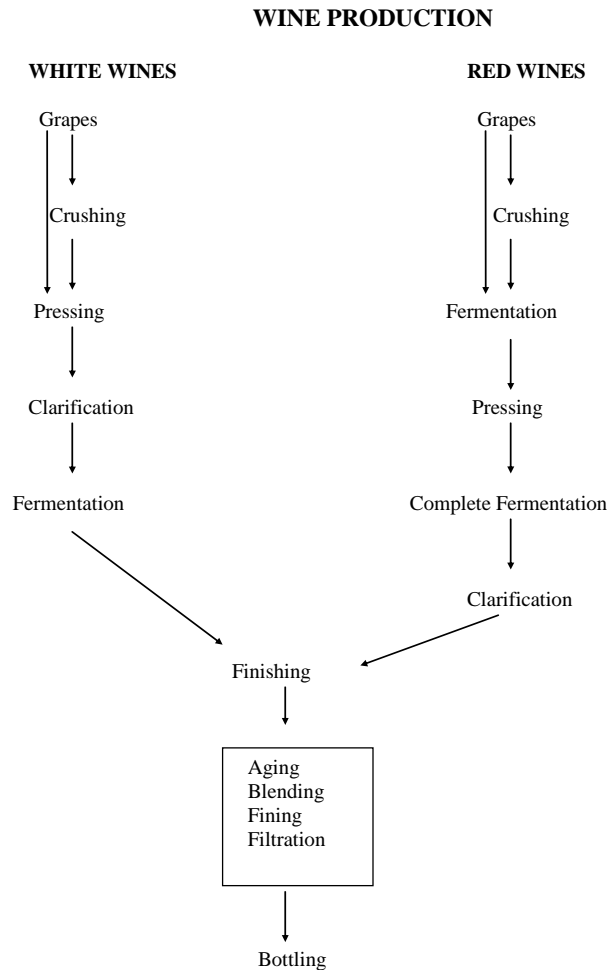 WINE PRODUCTION
WHITE WINES
RED WINES
Grapes
Grapes
Crushing
Crushing
Pressing
Fermentation
Clarification
Pressing
Fermentation
Complete Fermentation
Clarification
Finishing
Aging
Blending
Fining
Filtration
Bottling